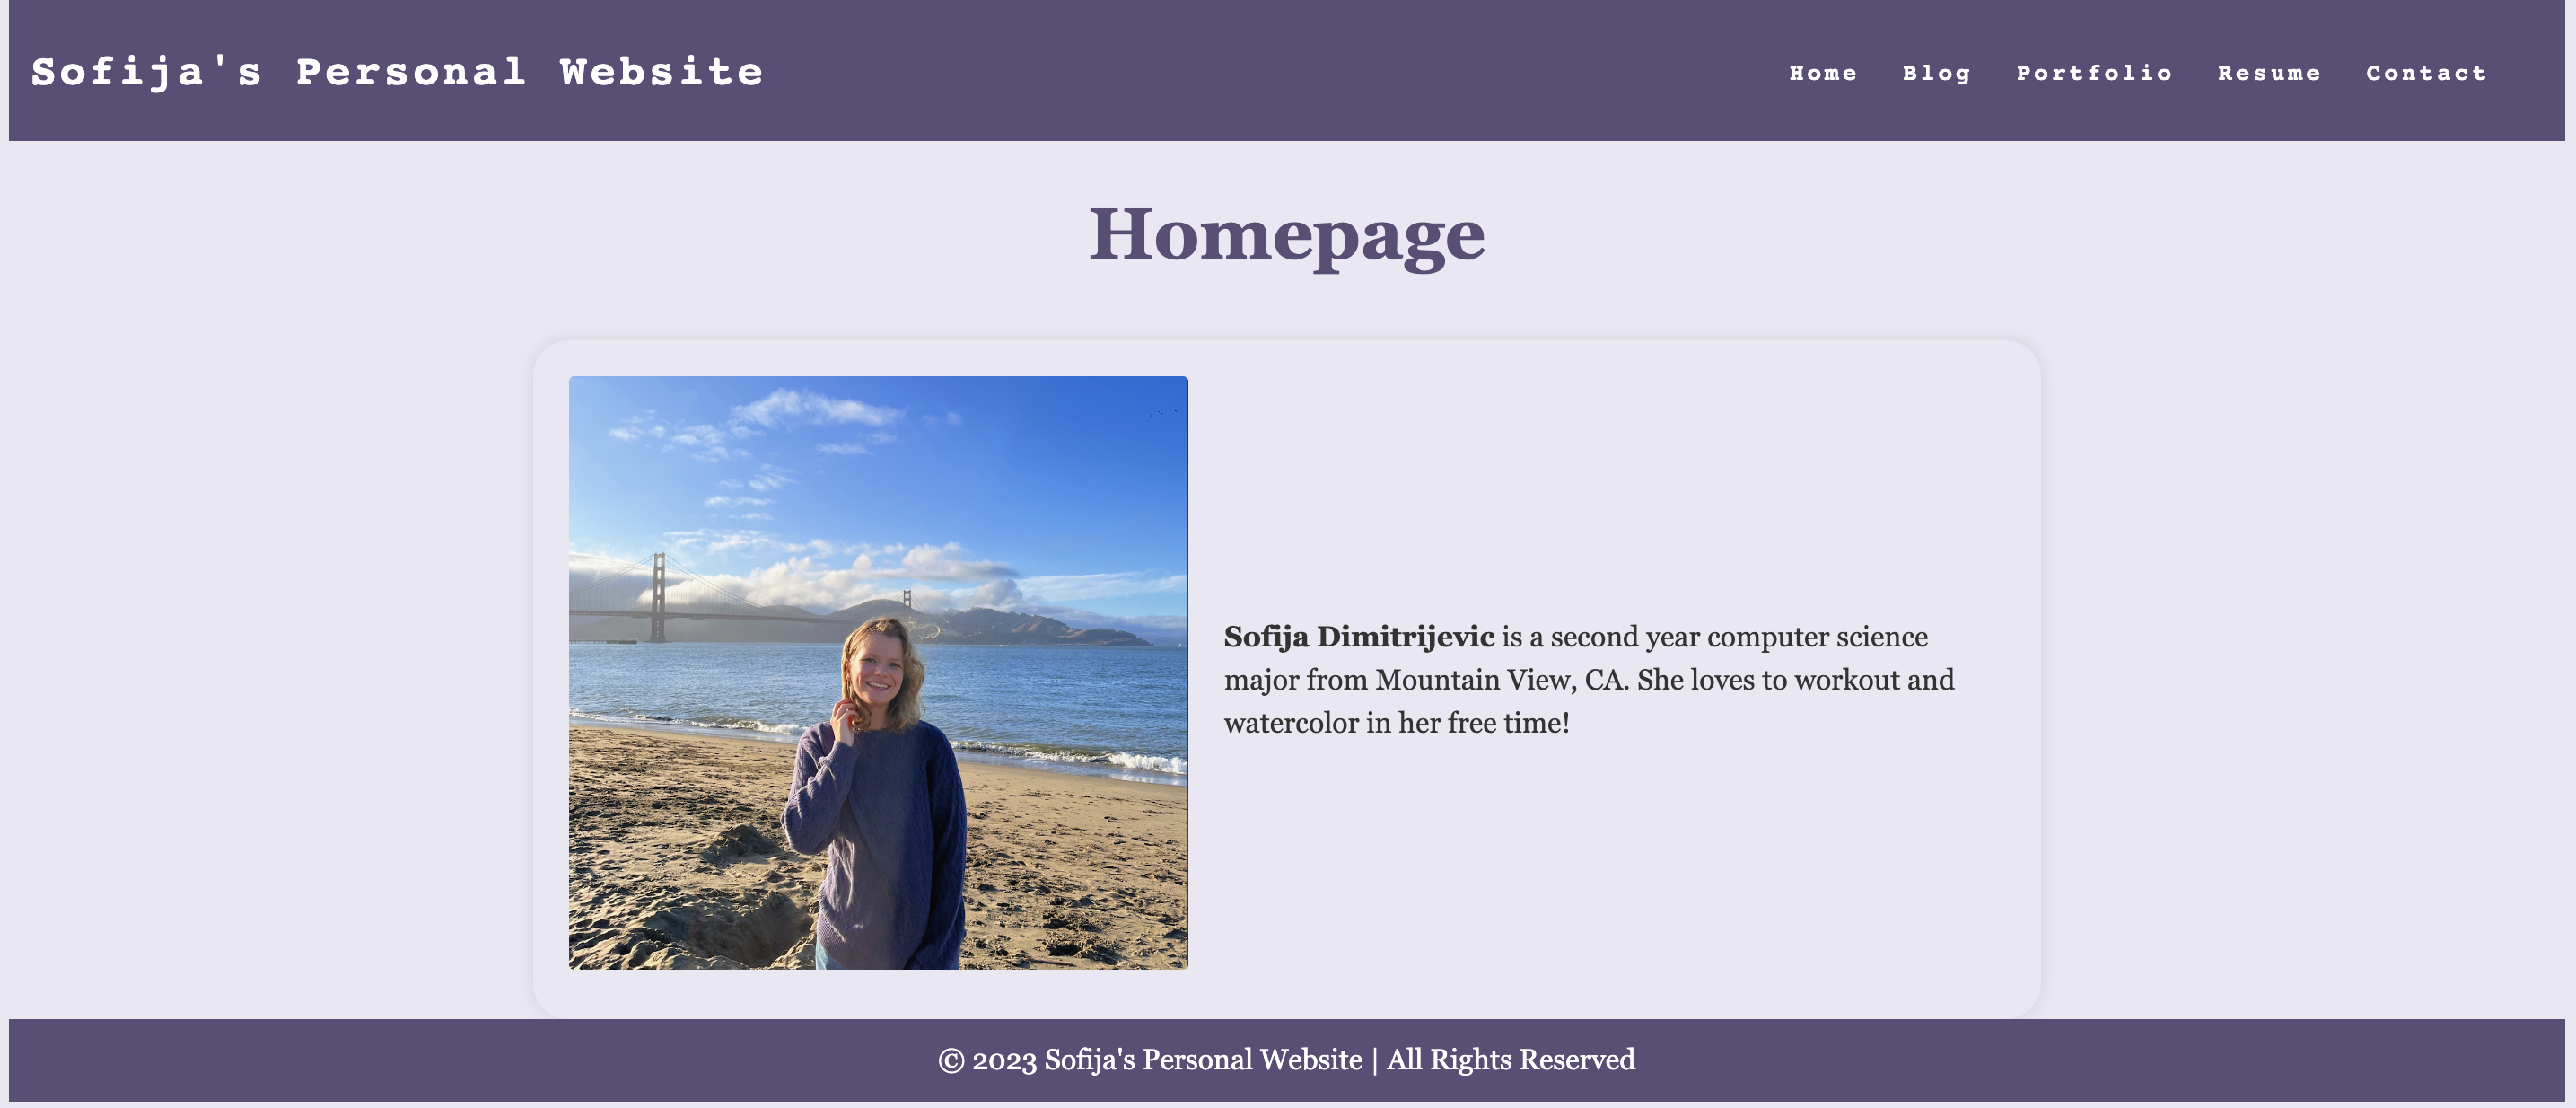 Sofija's Personal Website
Home Blog Portfolio Resume Contact
Homepage
Sofija Dimitrijevic is a second year computer science
major from Mountain View, CA. She loves to workout and
watercolor in her free time!
© 2023 Sofija's Personal Website | All Rights Reserved